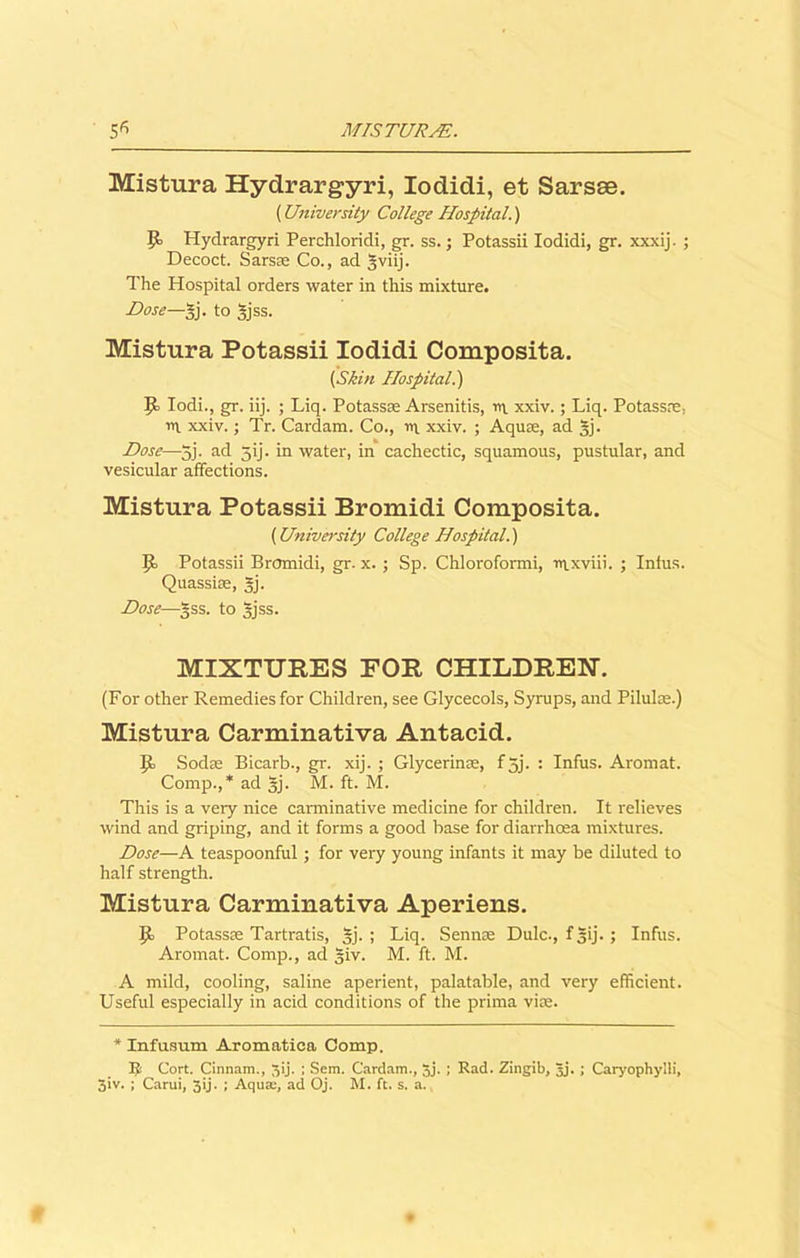 56 MISTURÆ.
Mistura Hydrargyri, Iodidi, et Sarsæ.
(University College Hospital.)
℞ Hydrargyri Perchloridi, gr. ss.; Potassii Iodidi, gr. xxxij. ;
Decoct. Sarsæ Co., ad ℥viij.
The Hospital orders water in this mixture.
Dose—℥j. to ℥jss.
Mistura Potassii Iodidi Composita.
(Skin Hospital.)
℞ Iodi., gr. iij. ; Liq. Potassæ Arsenitis, ♏ xxiv. ; Liq. Potassæ,
♏ xxiv. ; Tr. Cardam. Co., ♏ xxiv. ; Aquæ, ad ℥j.
Dose—ʒj. ad ʒij. in water, in cachectic, squamous, pustular, and
vesicular affections.
Mistura Potassii Bromidi Composita.
(University College Hospital.)
℞ Potassii Bromidi, gr. x. ; Sp. Chloroformi, ♏xviii. ; Infus.
Quassiæ, ℥j.
Dose—℥ss. to ℥jss.
MIXTURES FOR CHILDREN.
(For other Remedies for Children, see Glycecols, Syrups, and Pilulæ.)
Mistura Carminativa Antacid.
℞ Sodæ Bicarb., gr. xij. ; Glycerinæ, fʒj. : Infus. Aromat.
Comp.,* ad ℥j. M. ft. M.
This is a very nice carminative medicine for children. It relieves
wind and griping, and it forms a good base for diarrhœa mixtures.
Dose—A teaspoonful ; for very young infants it may be diluted to
half strength.
Mistura Carminativa Aperiens.
℞ Potassæ Tartratis, ℥j. ; Liq. Sennæ Dulc., f℥ij. ; Infus.
Aromat. Comp., ad ℥iv. M. ft. M.
A mild, cooling, saline aperient, palatable, and very efficient.
Useful especially in acid conditions of the prima viæ.
* Infusum Aromatica Comp.
℞ Cort. Cinnam., ʒij. ; Sem. Cardam., ʒj. ; Rad. Zingib, ʒj. ; Caryophylli,
ʒiv. ; Carui, ʒij. ; Aquæ, ad Oj. M. ft. s. a.